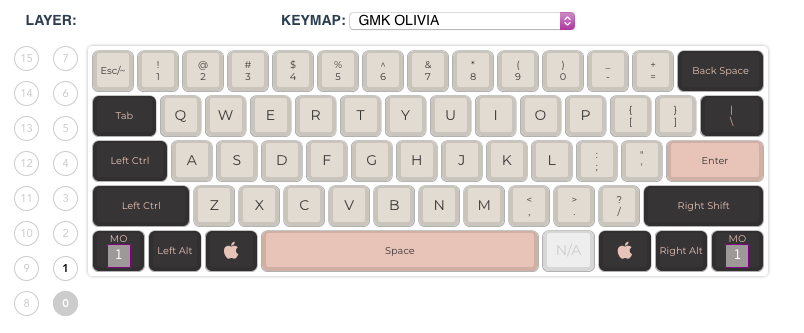 LAYER: KEYMAP: GMK OLIVIA
15 7 Esc/~ ! 1 @ 2 # 3 $ 4 % 5 ^ 6 & 7 * 8 ( 9 ) 0 _ - + = Back Space
14 6 Tab Q W E R T Y U I O P { [ } ] | \
13 5
12 4 Left Ctrl A S D F G H J K L : ; " ' Enter
11 3 Left Ctrl Z X C V B N M < , > . ? / Right Shift
10 2
9 1 MO 1 Left Alt Space N/A Right Alt MO 1
8 0